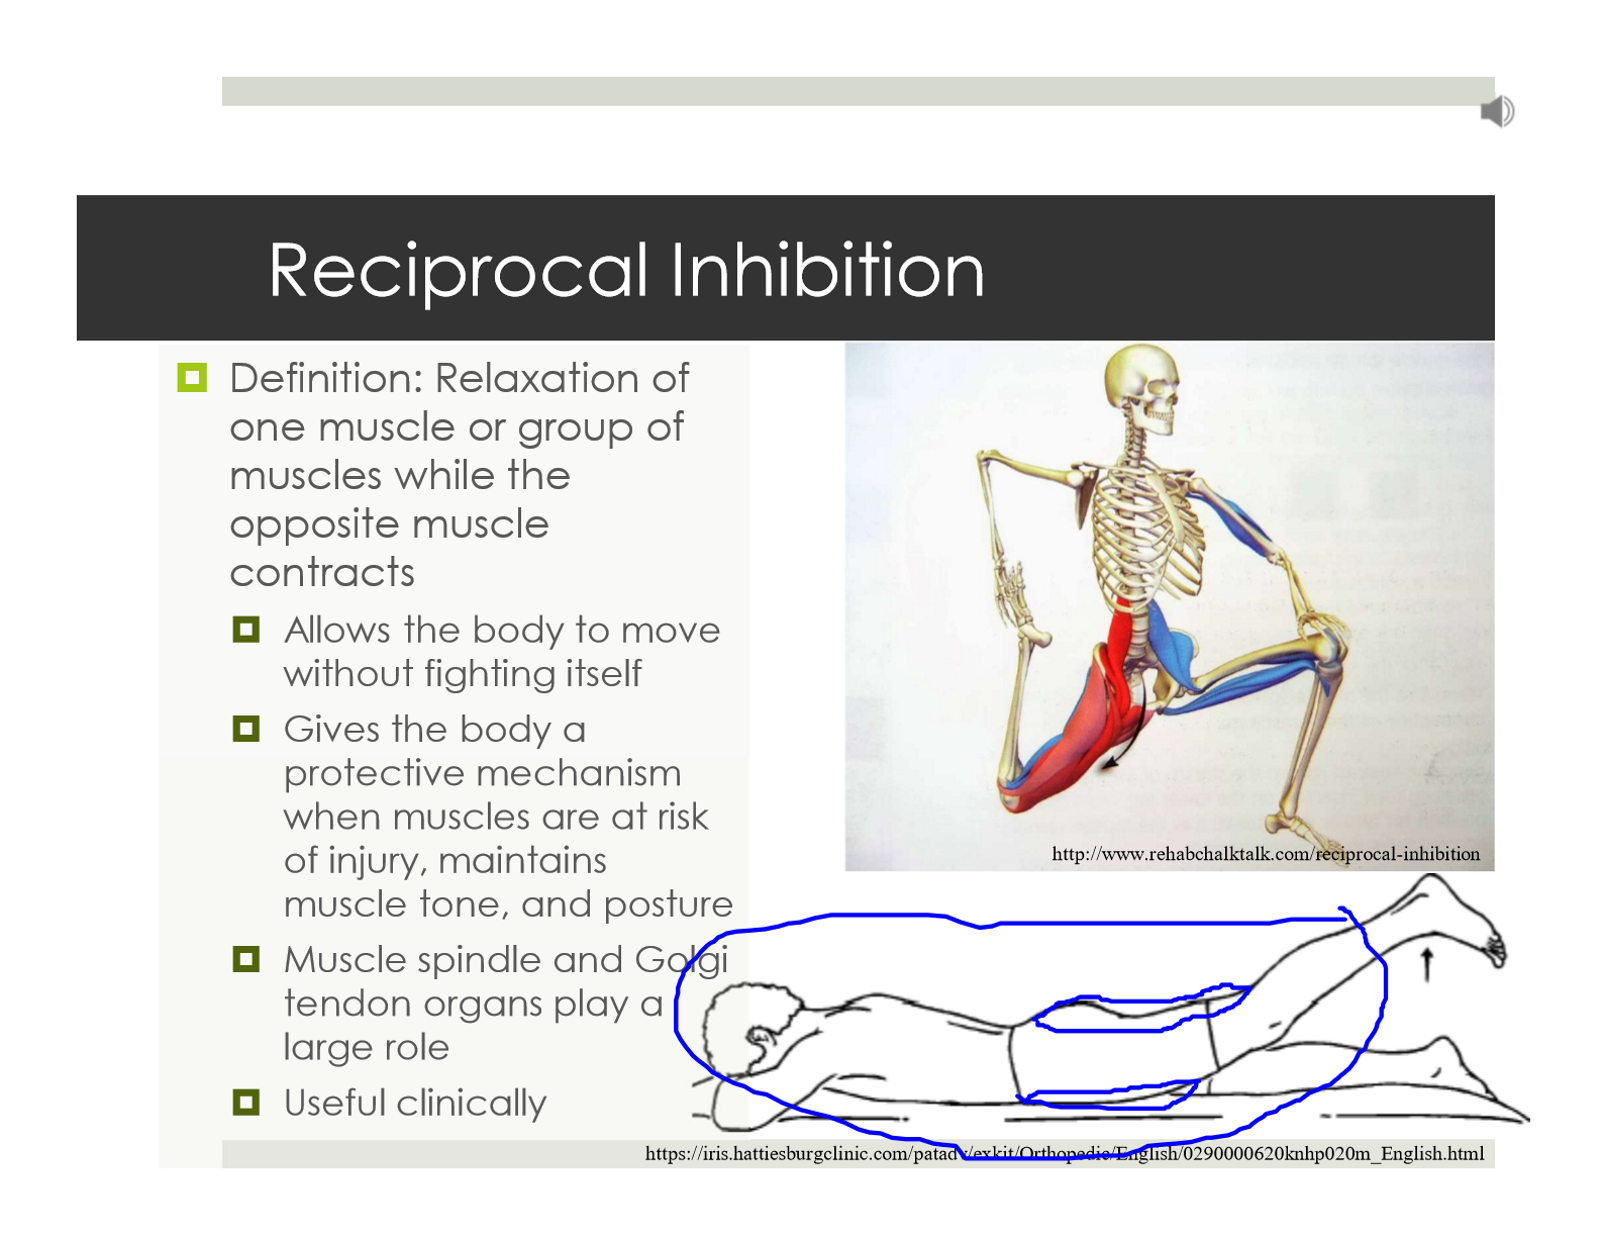 Reciprocal Inhibition
Definition: Relaxation of
one muscle or group of
muscles while the
opposite muscle
contracts
Allows the body to move
without fighting itself
Gives the body a
protective mechanism
when muscles are at risk
of injury, maintains
muscle tone, and posture
Muscle spindle and Golgi
tendon organs play a
large role
Useful clinically
http://www.rehabchalktalk.com/reciprocal-inhibition
https://iris.hattiesburgclinic.com/patadv/exkit/Orthopedic/English/0290000620knhp020m_English.html